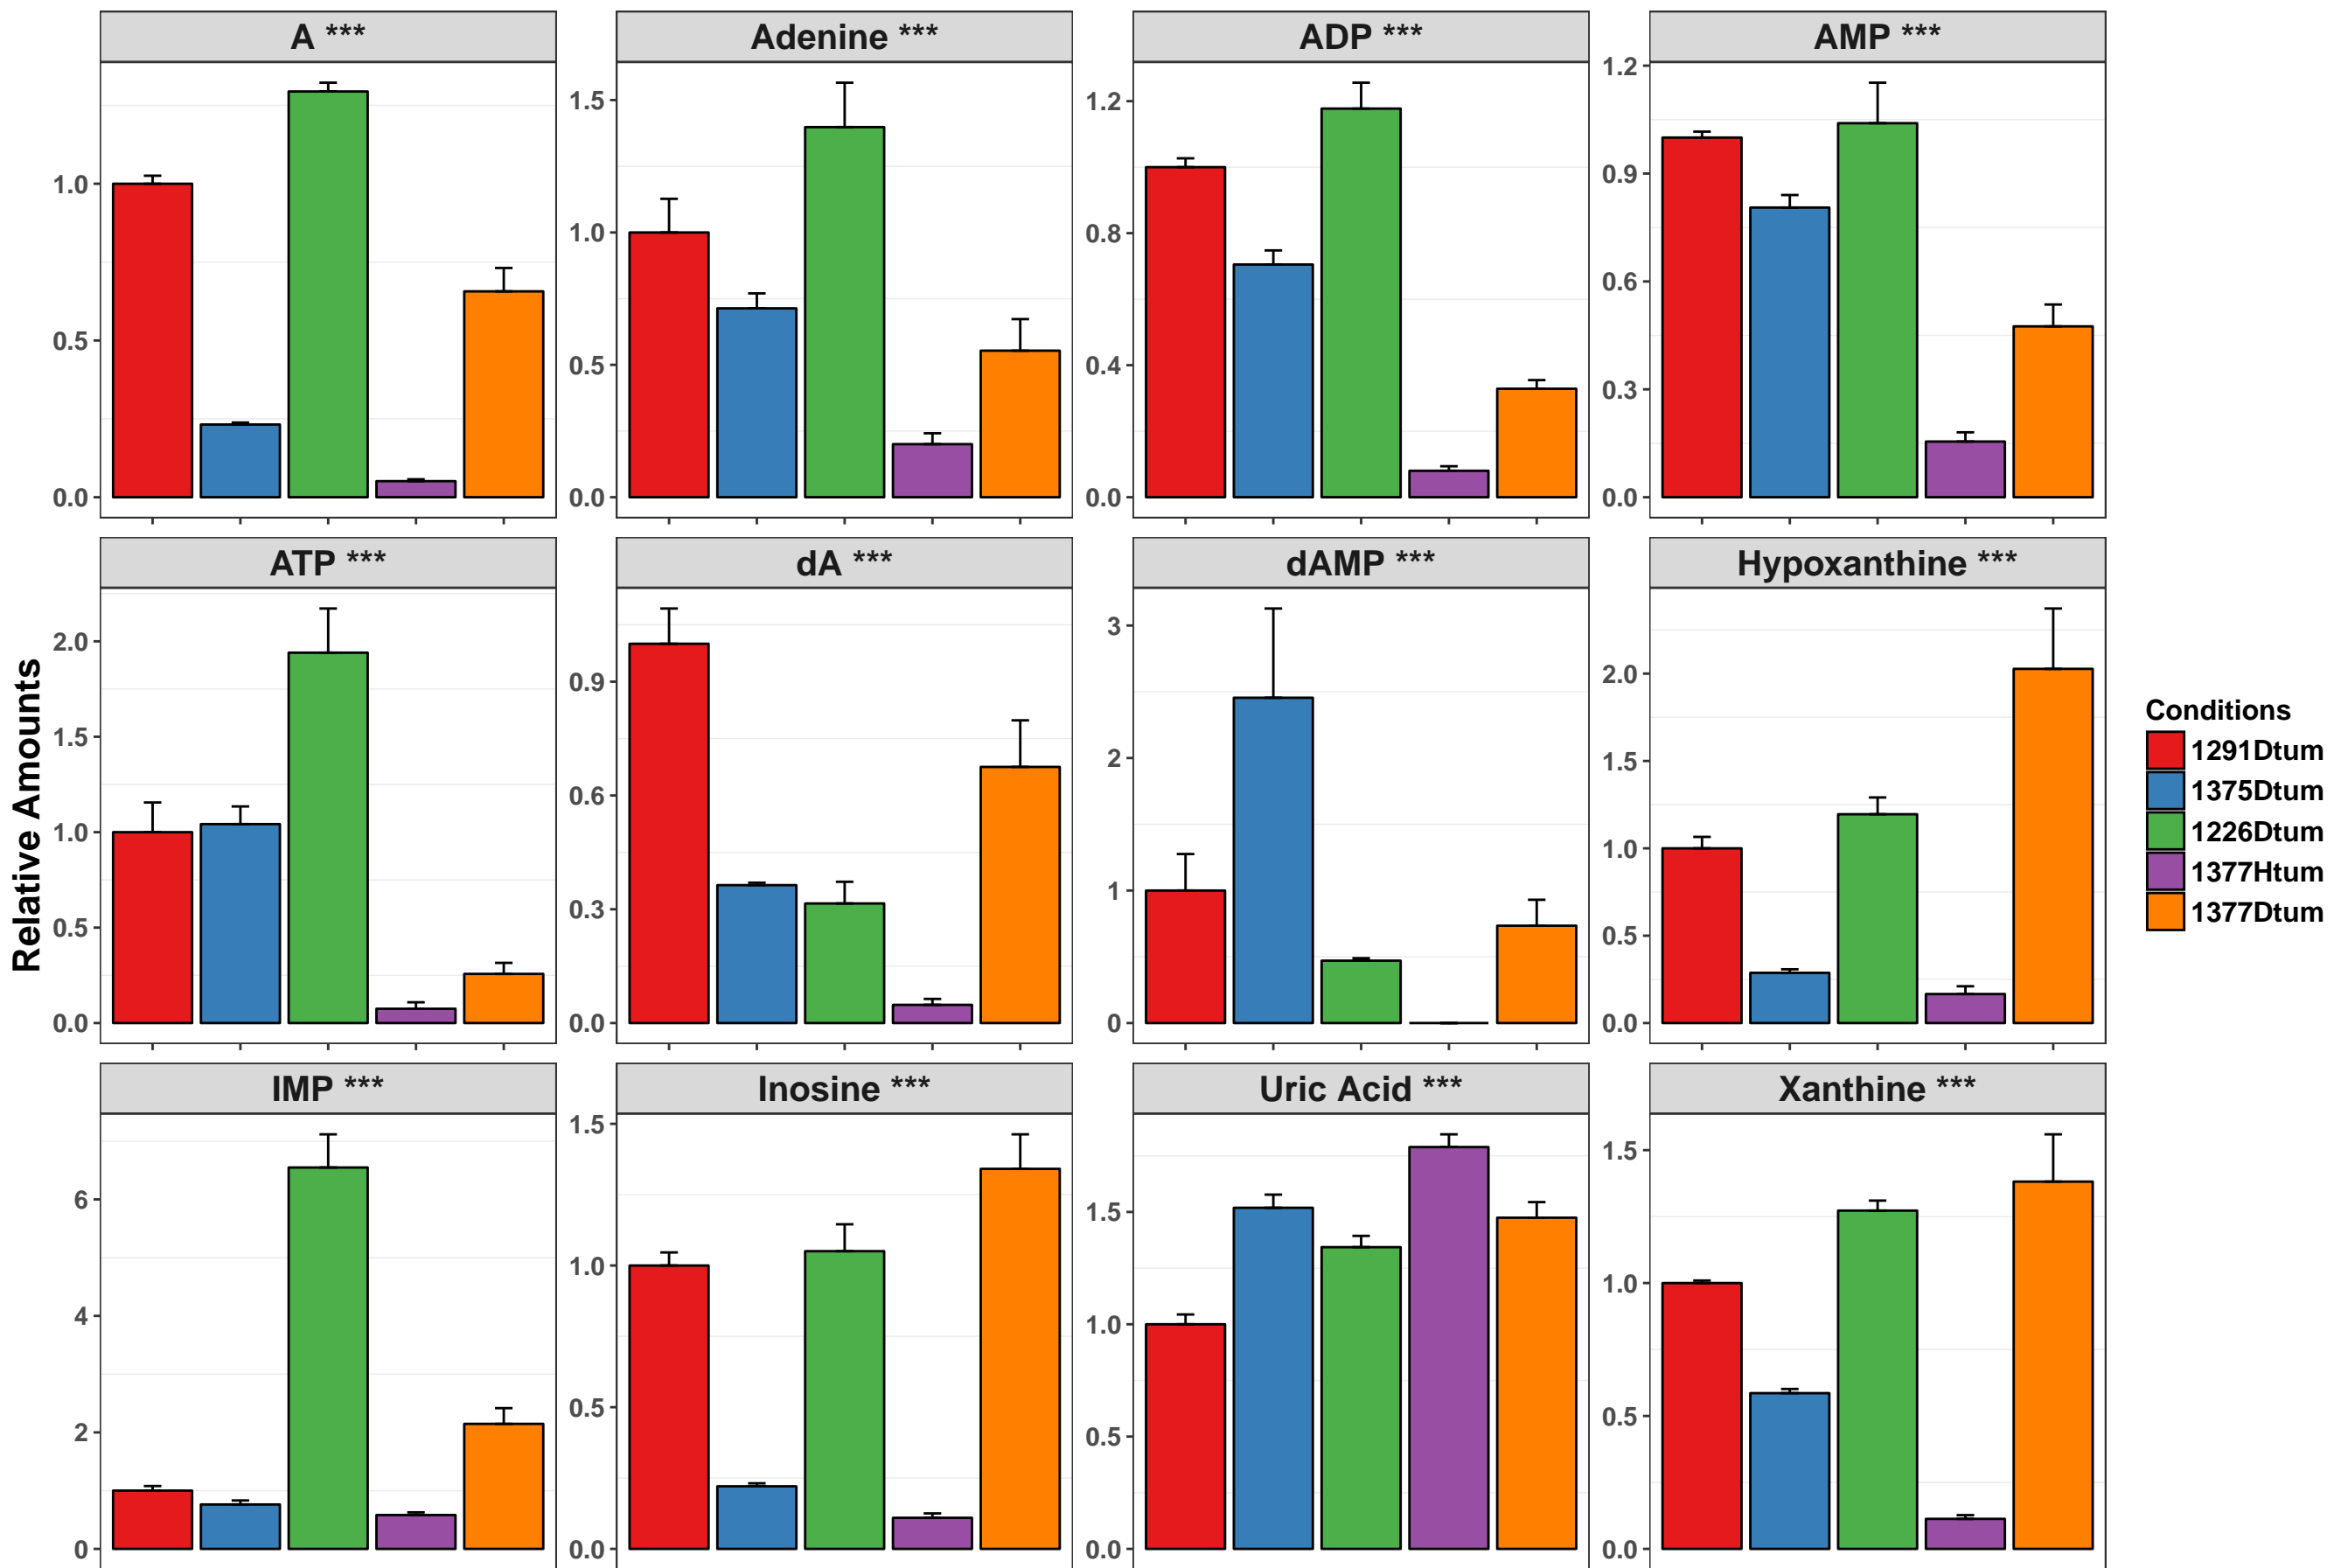 A ***
Adenine ***
ADP ***
AMP ***
0.0
0.5
1.0
0.0
0.5
1.0
1.5
0.0
0.4
0.8
1.2
0.0
0.3
0.6
0.9
1.2
ATP ***
dA ***
dAMP ***
Hypoxanthine ***
0.0
0.5
1.0
1.5
2.0
0.0
0.3
0.6
0.9
0
1
2
3
0.0
0.5
1.0
1.5
2.0
IMP ***
Inosine ***
Uric Acid ***
Xanthine ***
0
2
4
6
0.0
0.5
1.0
1.5
0.0
0.5
1.0
1.5
0.0
0.5
1.0
1.5
Relative Amounts
Conditions
1291Dtum
1375Dtum
1226Dtum
1377Htum
1377Dtum